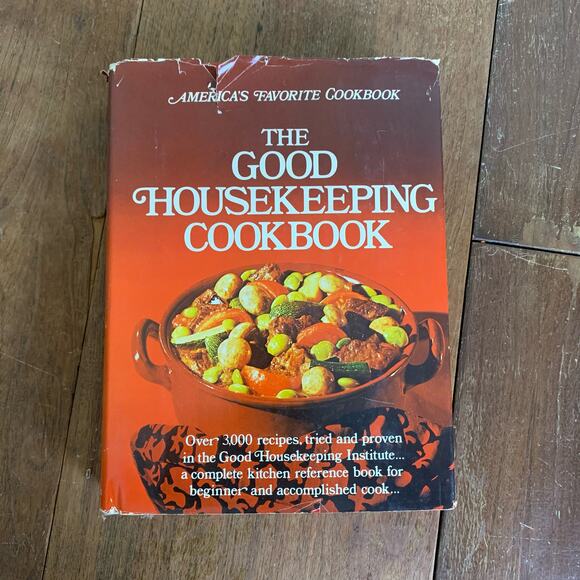 AMERICA'S FAVORITE COOKBOOK
THE
GOOD
HOUSEKEEPING
COOKBOOK
Over 3,000 recipes, tried and proven
in the Good Housekeeping Institute...
a complete kitchen reference book for
beginner and accomplished cook...